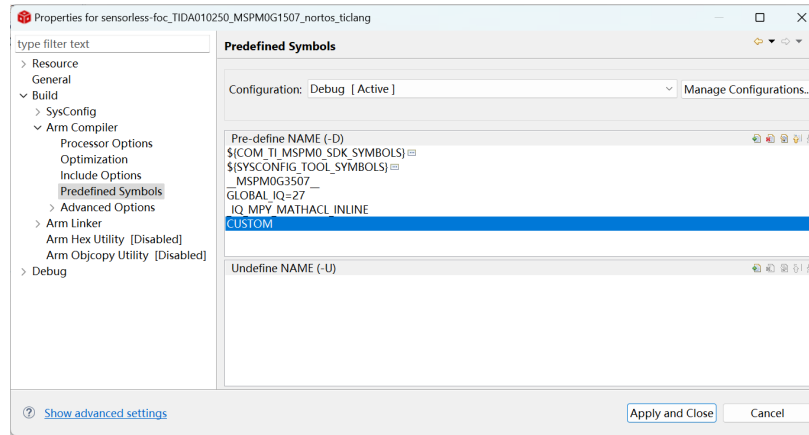 Properties for sensorless-foc_TIDA010250_MSPM0G1507_nortos_ticlang
type filter text
Predefined Symbols
Resource
General
Build
SysConfig
Arm Compiler
Processor Options
Optimization
Include Options
Predefined Symbols
Advanced Options
Arm Linker
Arm Hex Utility [Disabled]
Arm Objcopy Utility [Disabled]
Debug
Configuration: Debug [ Active ]
Manage Configurations...
Pre-define NAME (-D)
${COM_TI_MSPM0_SDK_SYMBOLS}
${SYSCONFIG_TOOL_SYMBOLS}
__MSPM0G3507__
GLOBAL_IQ=27
_IQ_MPY_MATHACL_INLINE
CUSTOM
Undefine NAME (-U)
Show advanced settings
Apply and Close
Cancel